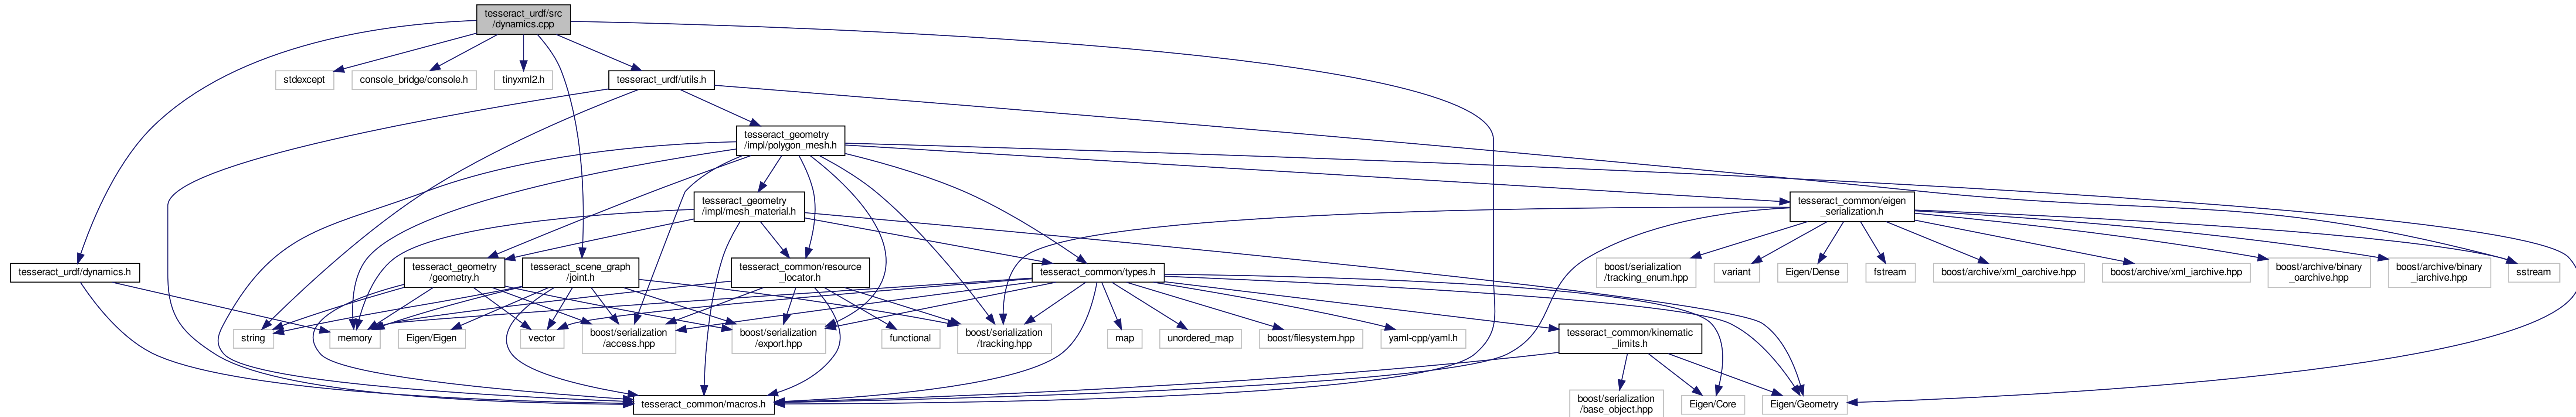 tesseract_urdf/src
/dynamics.cpp
stdexcept
console_bridge/console.h
tinyxml2.h
tesseract_urdf/utils.h
tesseract_geometry
/impl/polygon_mesh.h
tesseract_geometry
/impl/mesh_material.h
tesseract_common/eigen
_serialization.h
tesseract_urdf/dynamics.h
tesseract_geometry
/geometry.h
tesseract_scene_graph
/joint.h
tesseract_common/resource
_locator.h
tesseract_common/types.h
boost/serialization
/tracking_enum.hpp
variant
Eigen/Dense
fstream
boost/archive/xml_oarchive.hpp
boost/archive/xml_iarchive.hpp
boost/archive/binary
_oarchive.hpp
boost/archive/binary
_iarchive.hpp
sstream
string
memory
Eigen/Eigen
vector
boost/serialization
/access.hpp
boost/serialization
/export.hpp
functional
boost/serialization
/tracking.hpp
map
unordered_map
boost/filesystem.hpp
yaml-cpp/yaml.h
tesseract_common/kinematic
_limits.h
tesseract_common/macros.h
boost/serialization
/base_object.hpp
Eigen/Core
Eigen/Geometry